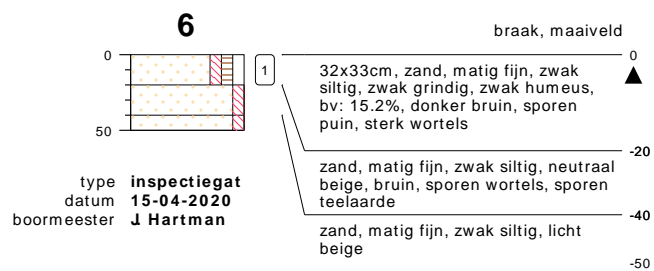 6
braak, maaiveld
0
0
1
32x33cm, zand, matig fijn, zwak
siltig, zwak grindig, zwak humeus,
bv: 15.2%, donker bruin, sporen
puin, sterk wortels
50
-20
zand, matig fijn, zwak siltig, neutraal
beige, bruin, sporen wortels, sporen
teelaarde
type inspectiegat
datum 15-04-2020
boormeester J Hartman
-40
zand, matig fijn, zwak siltig, licht
beige
-50